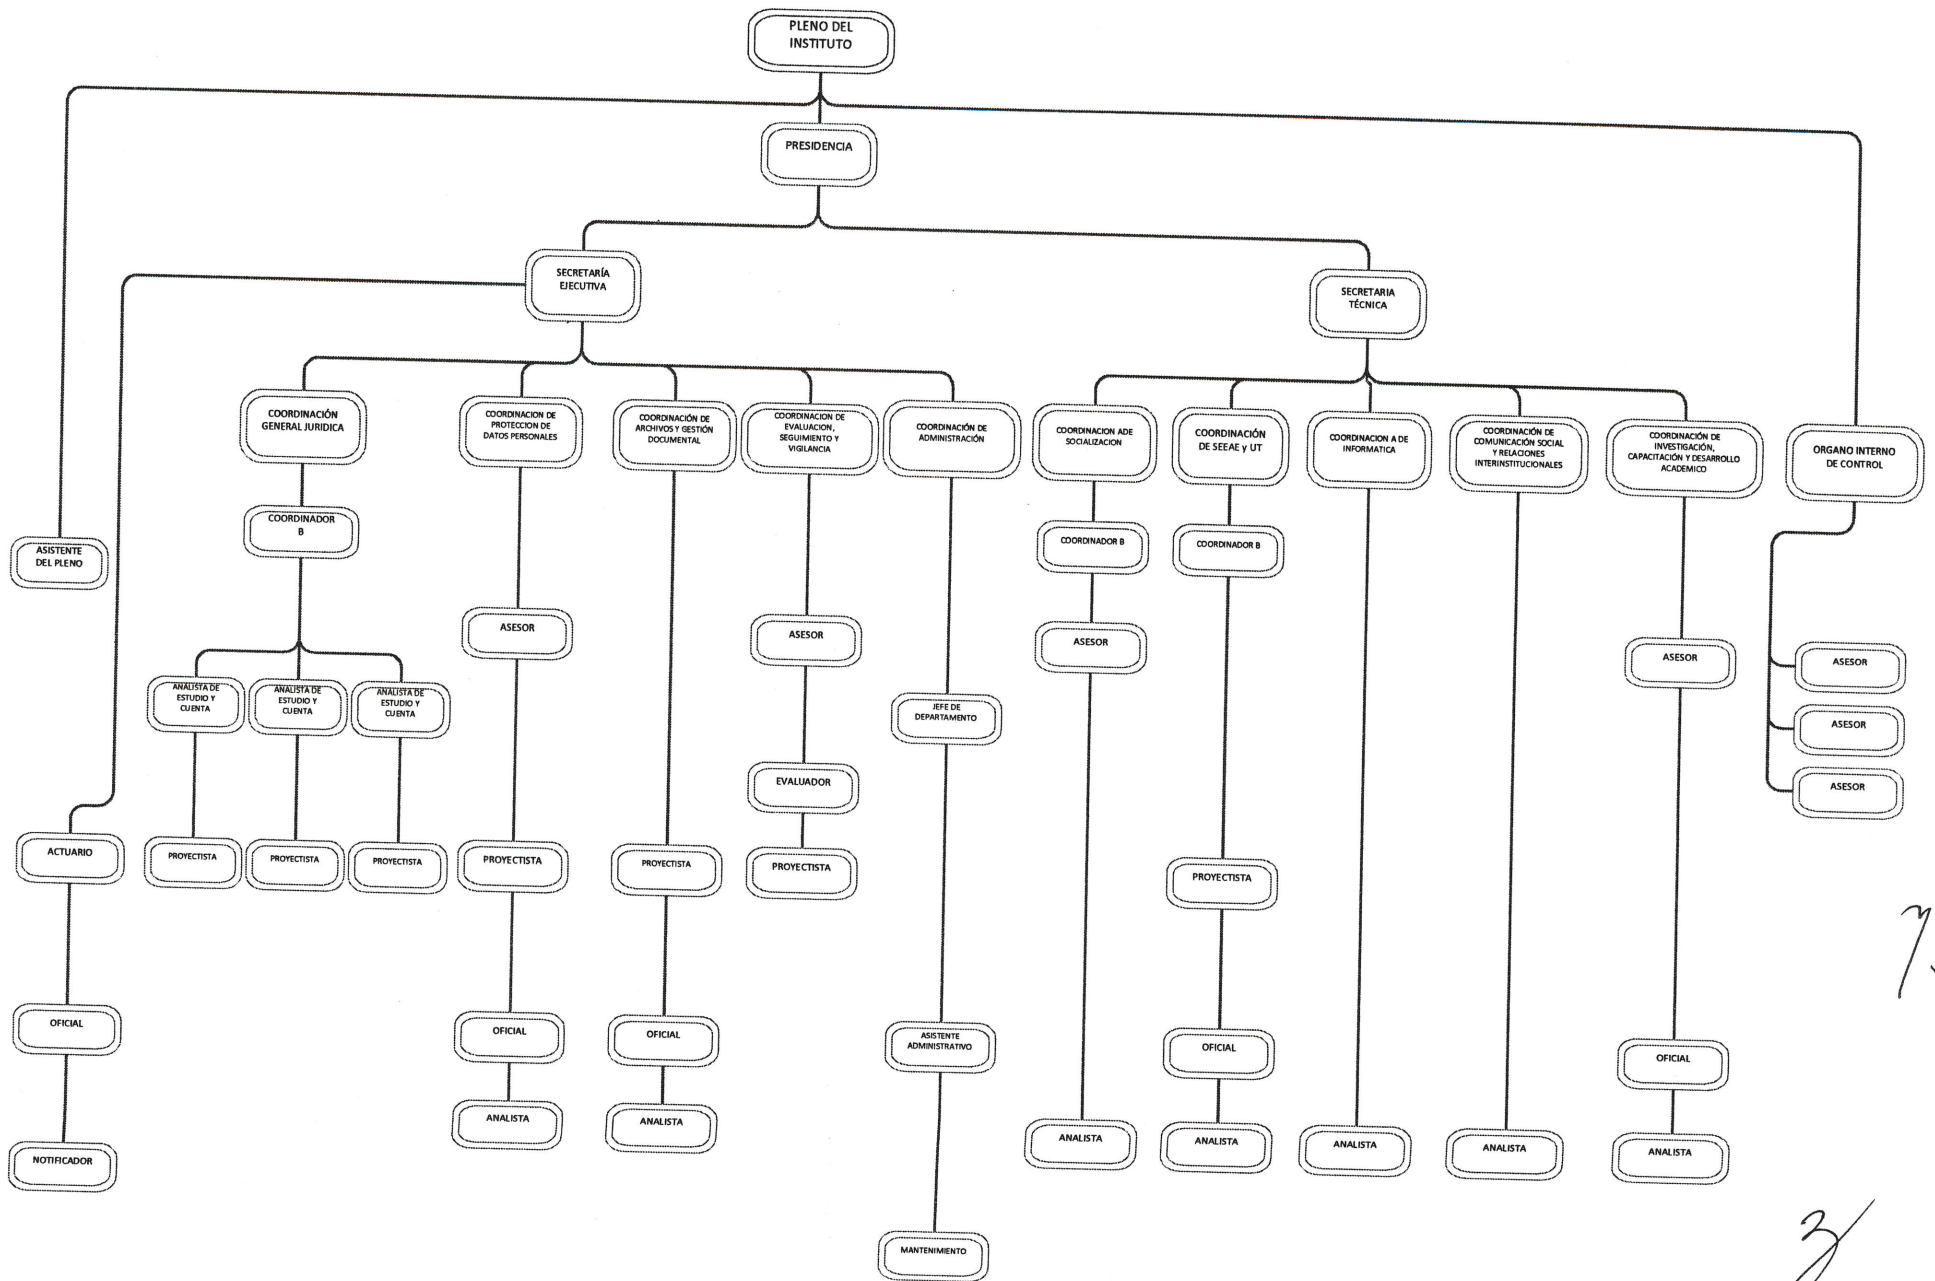 PLENO DEL
INSTITUTO
PRESIDENCIA
SECRETARÍA
EJECUTIVA
SECRETARIA
TÉCNICA
COORDINACIÓN
GENERAL JURIDICA
COORDINACION DE
PROTECCION DE
DATOS PERSONALES
COORDINACIÓN DE
ARCHIVOS Y GESTIÓN
DOCUMENTAL
COORDINACION DE
EVALUACION,
SEGUIMIENTO Y
VIGILANCIA
COORDINACIÓN DE
ADMINISTRACIÓN
COORDINACION ADE
SOCIALIZACION
COORDINACIÓN
DE SEEAE y UT
COORDINACION A DE
INFORMATICA
COORDINACIÓN DE
COMUNICACIÓN SOCIAL
Y RELACIONES
INTERINSTITUCIONALES
COORDINACIÓN DE
INVESTIGACIÓN,
CAPACITACIÓN Y DESARROLLO
ACADEMICO
ORGANO INTERNO
DE CONTROL
ASISTENTE
DEL PLENO
COORDINADOR
B
COORDINADOR B
COORDINADOR B
ASESOR
ASESOR
ASESOR
ASESOR
ASESOR
ASESOR
ASESOR
ANALISTA DE
ESTUDIO Y
CUENTA
ANALISTA DE
ESTUDIO Y
CUENTA
ANALISTA DE
ESTUDIO Y
CUENTA
JEFE DE
DEPARTAMENTO
EVALUADOR
ACTUARIO
PROYECTISTA
PROYECTISTA
PROYECTISTA
PROYECTISTA
PROYECTISTA
PROYECTISTA
PROYECTISTA
OFICIAL
OFICIAL
OFICIAL
ASISTENTE
ADMINISTRATIVO
OFICIAL
OFICIAL
NOTIFICADOR
ANALISTA
ANALISTA
ANALISTA
ANALISTA
ANALISTA
ANALISTA
ANALISTA
MANTENIMIENTO